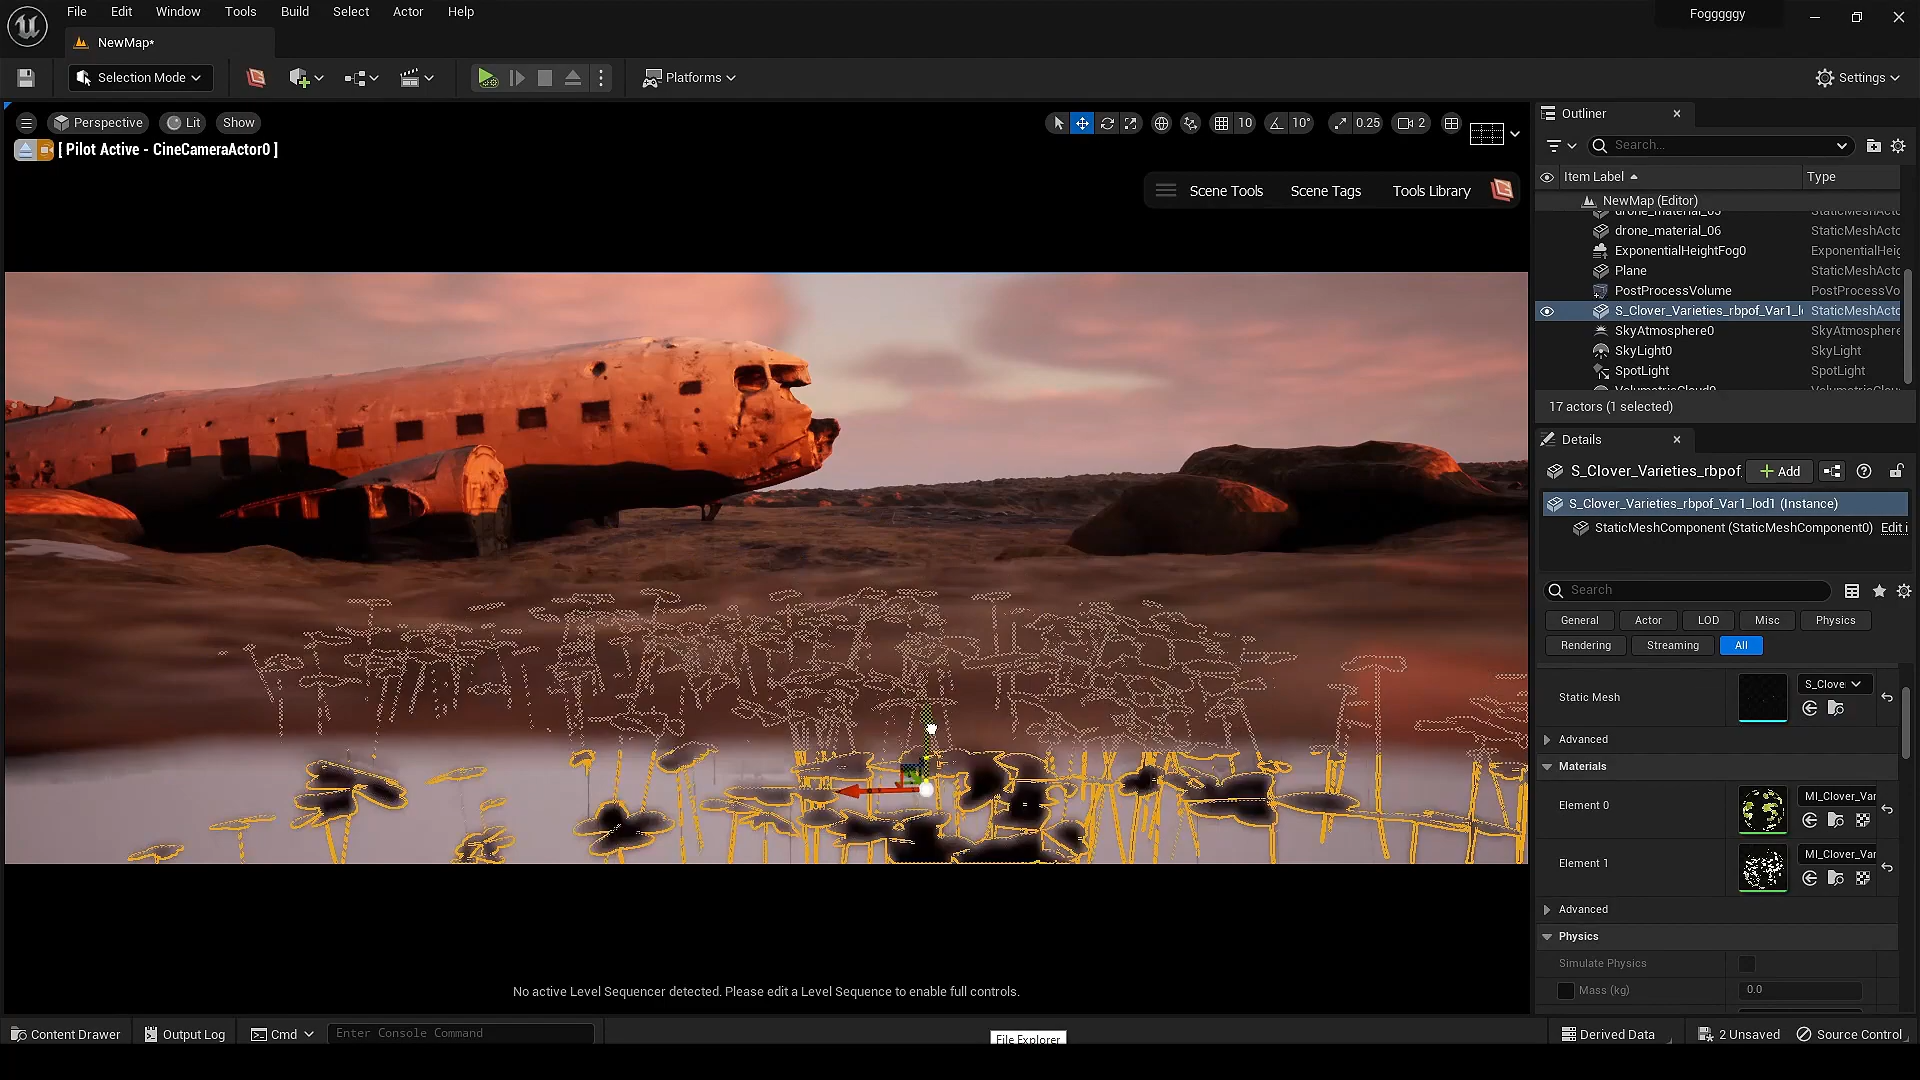 File Edit Window Tools Build Select Actor Help
Fogggggy
NewMap*
Selection Mode
Platforms
Settings
Perspective Lit Show
10 10° 0.25 2
[ Pilot Active - CineCameraActor0 ]
Scene Tools Scene Tags Tools Library
Outliner
Search...
Item Label Type
NewMap (Editor)
drone_material_05 StaticMeshActo
drone_material_06 StaticMeshActo
ExponentialHeightFog0 ExponentialHeig
Plane StaticMeshActo
PostProcessVolume PostProcessVo
S_Clover_Varieties_rbpof_Var1_l StaticMeshActo
SkyAtmosphere0 SkyAtmosphere
SkyLight0 SkyLight
SpotLight SpotLight
VolumetricCloud0 VolumetricClou
17 actors (1 selected)
Details
S_Clover_Varieties_rbpof_ Add
S_Clover_Varieties_rbpof_Var1_lod1 (Instance)
StaticMeshComponent (StaticMeshComponent0) Edit i
Search
General Actor LOD Misc Physics
Rendering Streaming All
Static Mesh S_Clove
Advanced
Materials
Element 0 MI_Clover_Var
Element 1 MI_Clover_Var
Advanced
Physics
Simulate Physics
Mass (kg) 0.0
No active Level Sequencer detected. Please edit a Level Sequence to enable full controls.
Content Drawer Output Log Cmd Enter Console Command
File Explorer
Derived Data 2 Unsaved Source Control